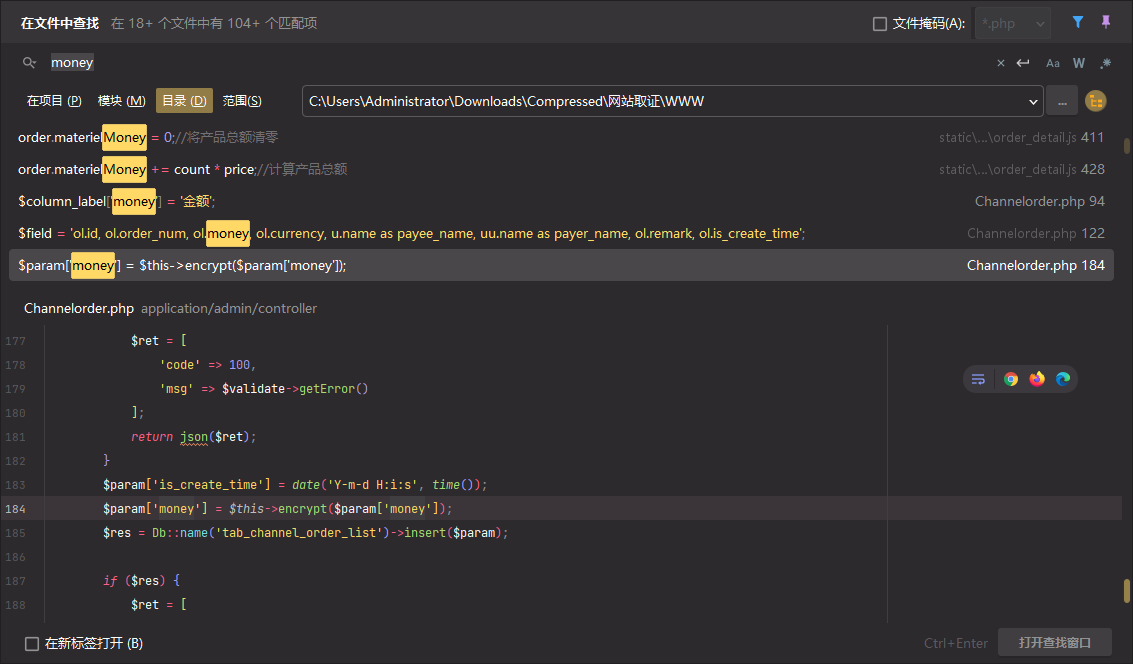 在文件中查找 在 18+ 个文件中有 104+ 个匹配项 文件掩码(A): *.php
money Aa W .*
在项目 (P) 模块 (M) 目录 (D) 范围(S) C:\Users\Administrator\Downloads\Compressed\网站取证\WWW ...
order.materielMoney = 0;//将产品总额清零 static\...\order_detail.js 411
order.materielMoney += count * price;//计算产品总额 static\...\order_detail.js 428
$column_label['money'] = '金额'; Channelorder.php 94
$field = 'ol.id, ol.order_num, ol.money, ol.currency, u.name as payee_name, uu.name as payer_name, ol.remark, ol.is_create_time'; Channelorder.php 122
$param['money'] = $this->encrypt($param['money']); Channelorder.php 184
Channelorder.php application/admin/controller
177 $ret = [
178 'code' => 100,
179 'msg' => $validate->getError()
180 ];
181 return json($ret);
182 }
183 $param['is_create_time'] = date('Y-m-d H:i:s', time());
184 $param['money'] = $this->encrypt($param['money']);
185 $res = Db::name('tab_channel_order_list')->insert($param);
186
187 if ($res) {
188 $ret = [
在新标签打开 (B) Ctrl+Enter 打开查找窗口